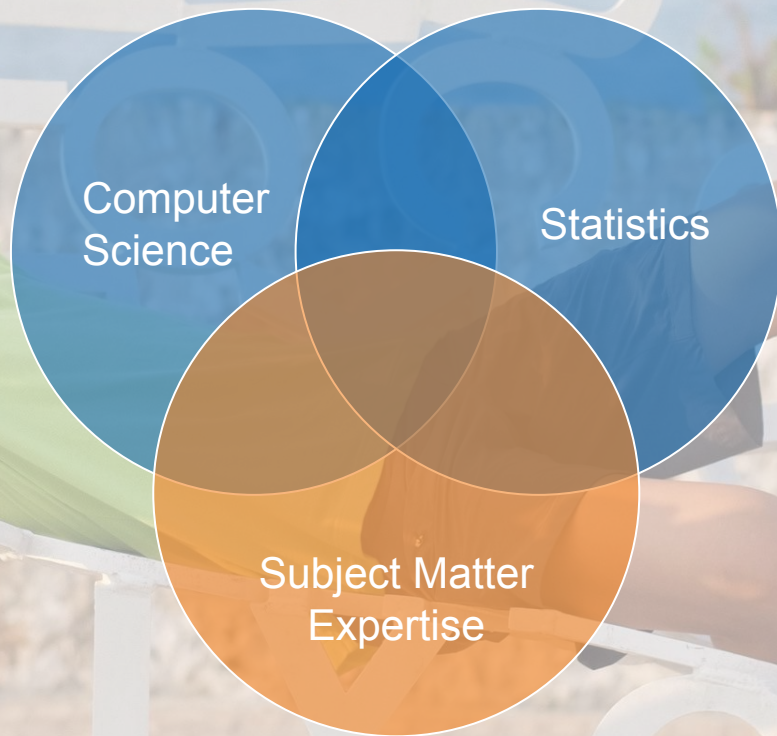 Computer
Science
Statistics
Subject Matter
Expertise